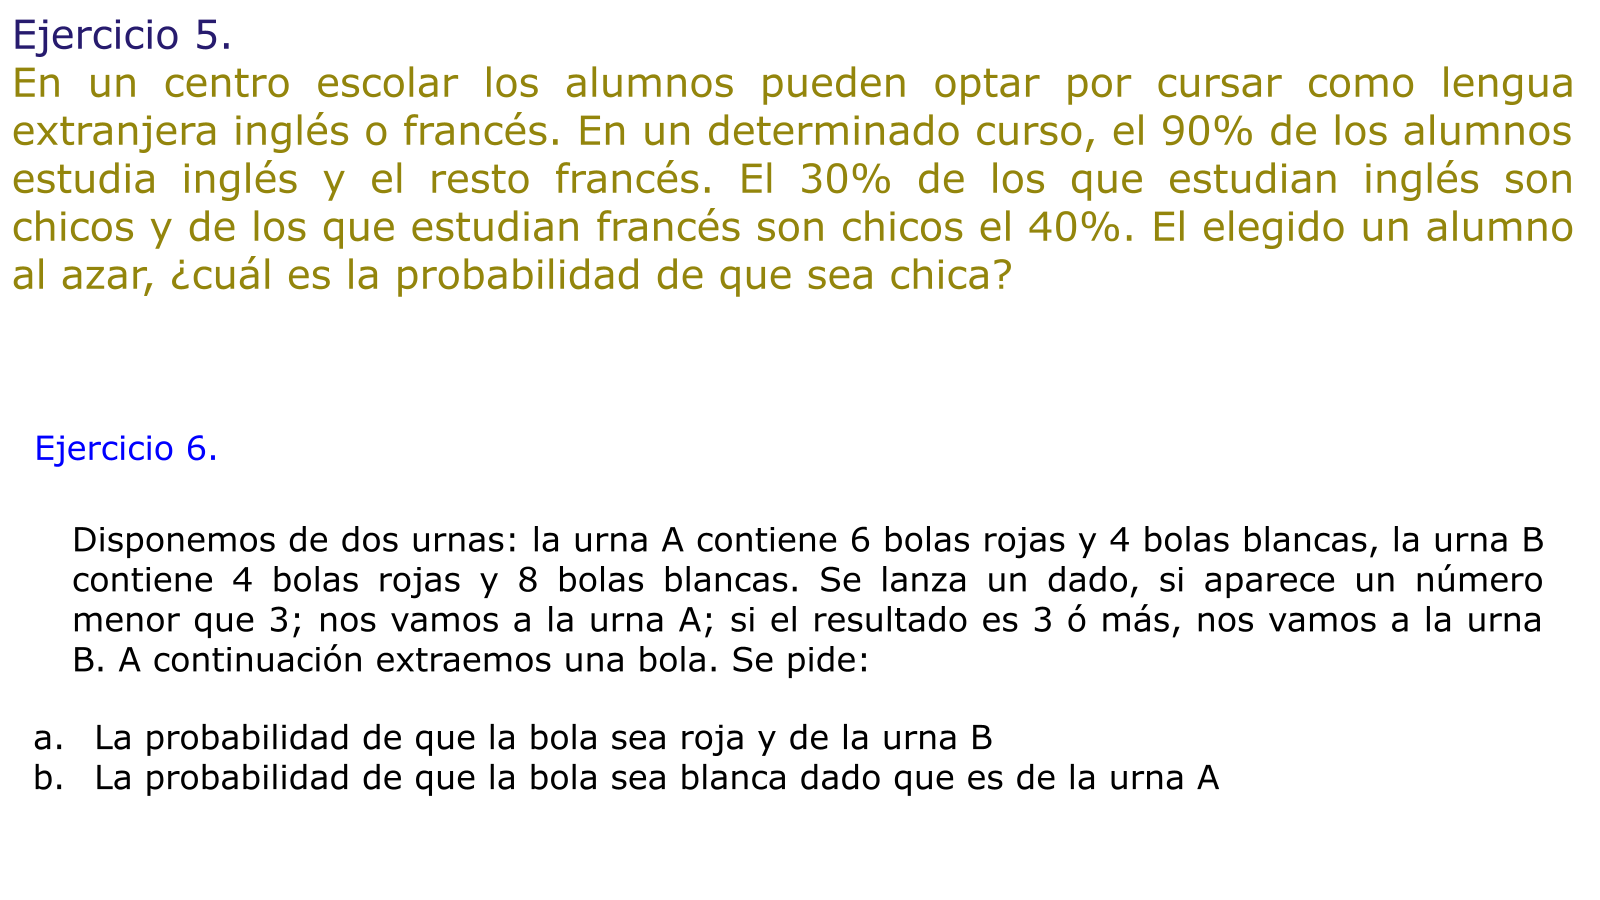 Ejercicio 5.
En un centro escolar los alumnos pueden optar por cursar como lengua
extranjera inglés o francés. En un determinado curso, el 90% de los alumnos
estudia inglés y el resto francés. El 30% de los que estudian inglés son
chicos y de los que estudian francés son chicos el 40%. El elegido un alumno
al azar, ¿cuál es la probabilidad de que sea chica?
Ejercicio 6.
Disponemos de dos urnas: la urna A contiene 6 bolas rojas y 4 bolas blancas, la urna B
contiene 4 bolas rojas y 8 bolas blancas. Se lanza un dado, si aparece un número
menor que 3; nos vamos a la urna A; si el resultado es 3 ó más, nos vamos a la urna
B. A continuación extraemos una bola. Se pide:
a. La probabilidad de que la bola sea roja y de la urna B
b. La probabilidad de que la bola sea blanca dado que es de la urna A